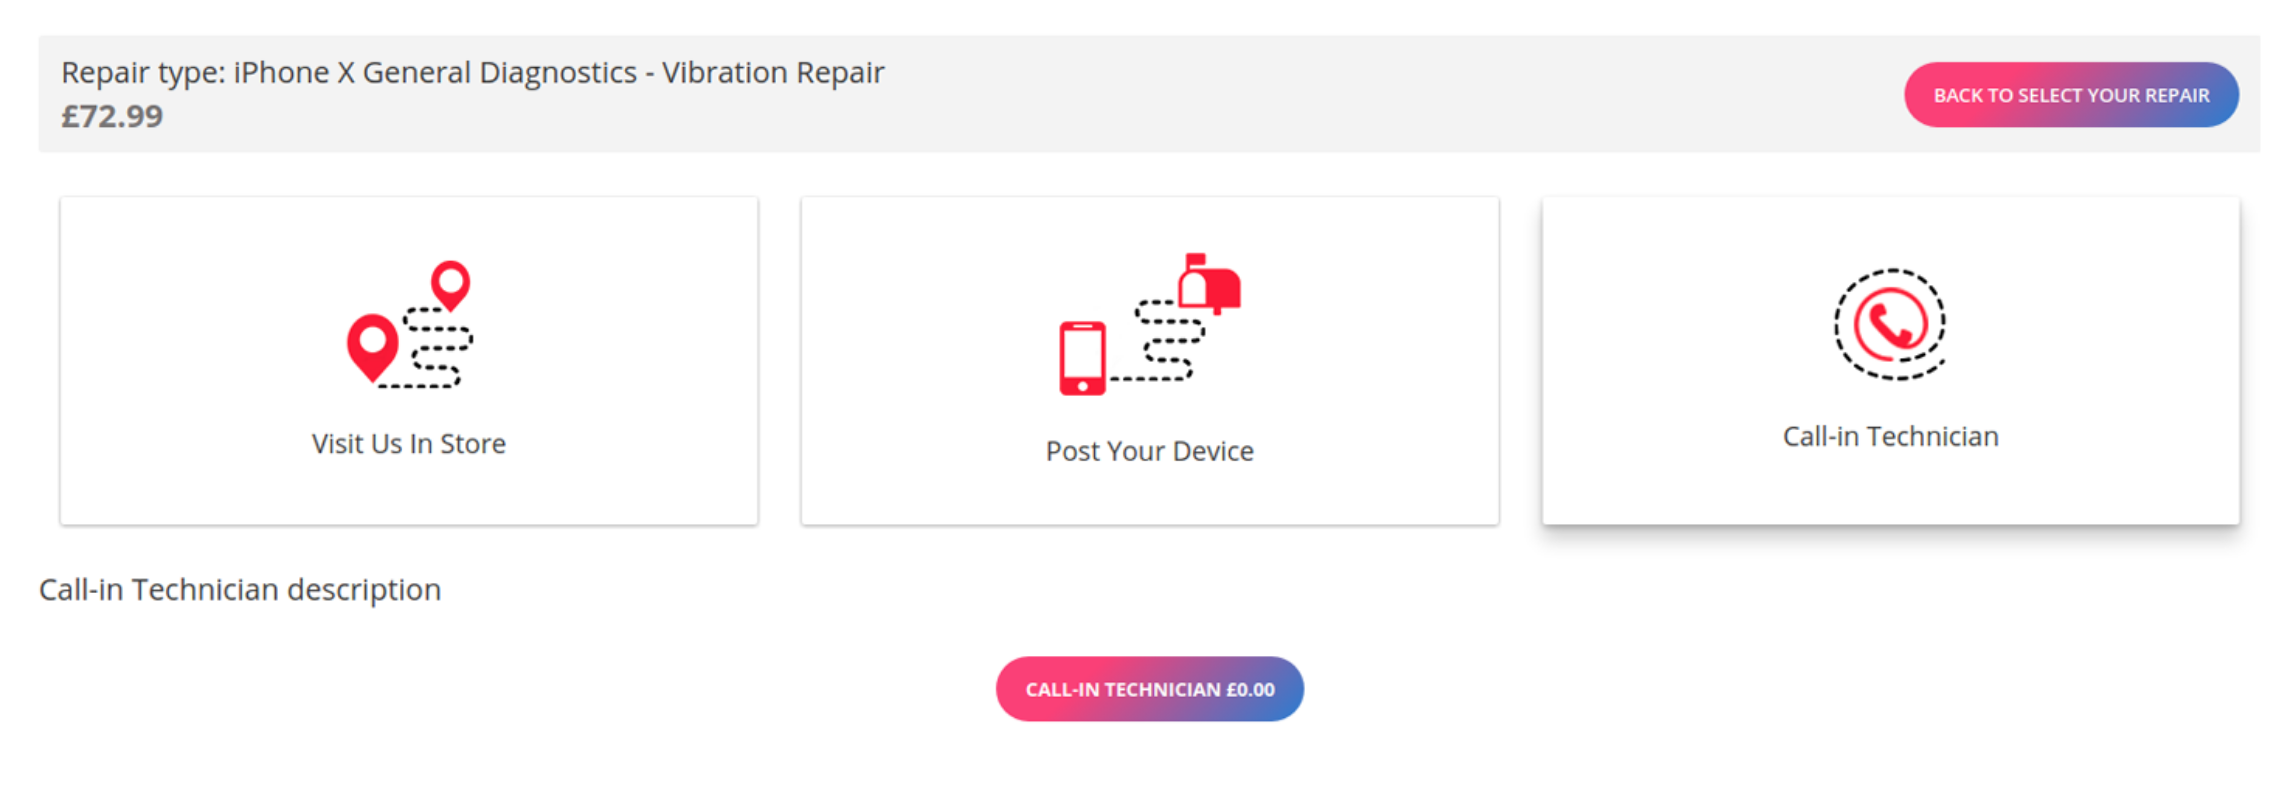 Repair type: iPhone X General Diagnostics - Vibration Repair
£72.99
BACK TO SELECT YOUR REPAIR
Visit Us In Store
Post Your Device
Call-in Technician
Call-in Technician description
CALL-IN TECHNICIAN £0.00